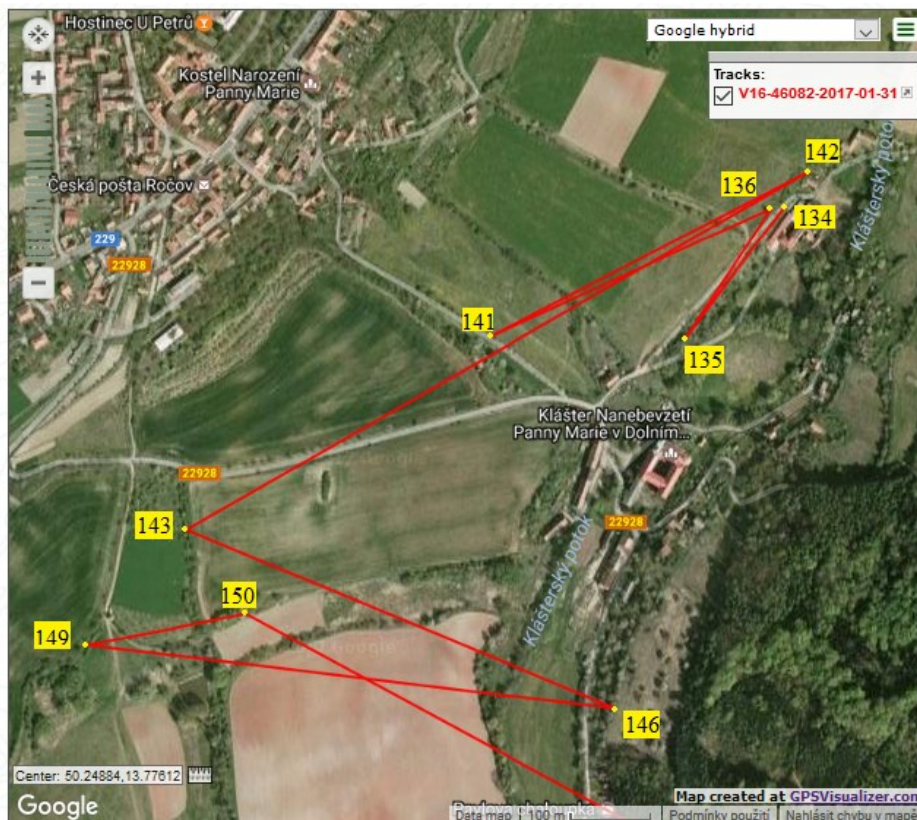 Hostinec U Petrů
Google hybrid
Tracks:
V16-46082-2017-01-31
Kostel Narození
Panny Marie
Klášterský potok
142
136
134
Česká pošta Ročov
229
22928
141
135
Klášter Nanebevzetí
Panny Marie v Dolním...
22928
143
22928
Klášterský potok
150
149
Google
146
Center: 50.24884,13.77612
Google
Pavlova chaloupka
Map created at GPSVisualizer.com
Data map
100 m
Podmínky použití
Nahlásit chybu v mapě